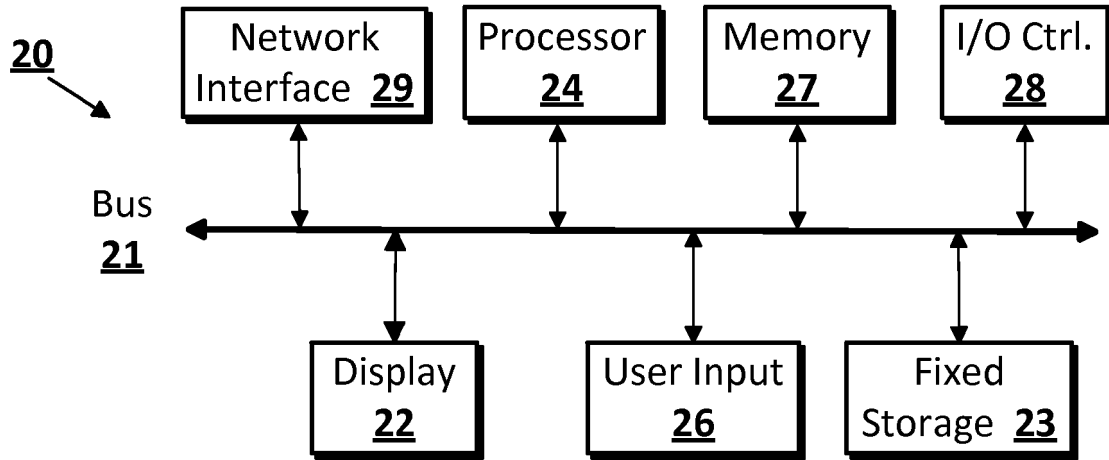 20
Network
Interface 29
Processor
24
Memory
27
I/O Ctrl.
28
Bus
21
Display
22
User Input
26
Fixed
Storage 23